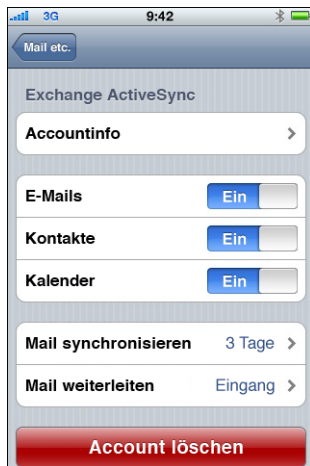 3G 9:42
Mail etc.
Exchange ActiveSync
Accountinfo
E-Mails Ein
Kontakte Ein
Kalender Ein
Mail synchronisieren 3 Tage
Mail weiterleiten Eingang
Account löschen